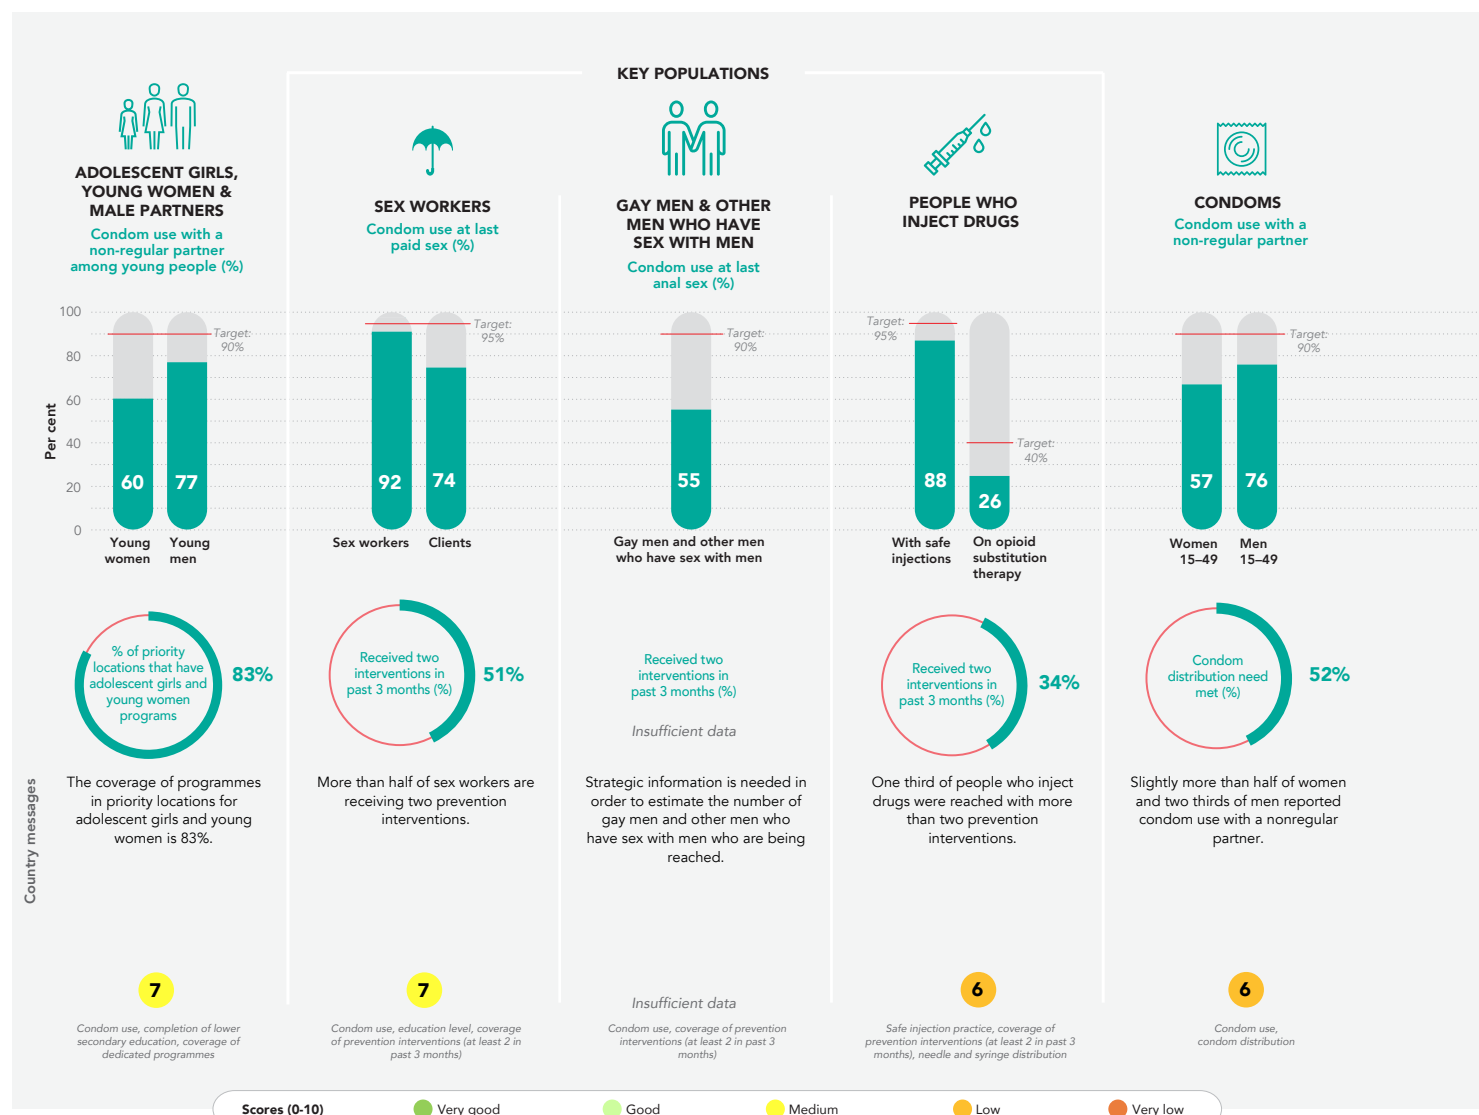 KEY POPULATIONS
ADOLESCENT GIRLS,
YOUNG WOMEN &
MALE PARTNERS
Condom use with a
non-regular partner
among young people (%)
SEX WORKERS
Condom use at last
paid sex (%)
GAY MEN & OTHER
MEN WHO HAVE
SEX WITH MEN
Condom use at last
anal sex (%)
PEOPLE WHO
INJECT DRUGS
CONDOMS
Condom use with a
non-regular partner
Per cent
100
80
60
40
20
0
Target:
90%
60
77
Young
women
Young
men
Target:
95%
92
74
Sex workers
Clients
Target:
90%
55
Gay men and other men
who have sex with men
Target:
95%
Target:
40%
88
26
With safe
injections
On opioid
substitution
therapy
Target:
90%
57
76
Women
15–49
Men
15–49
% of priority
locations that have
adolescent girls and
young women
programs
83%
Received two
interventions in
past 3 months (%)
51%
Received two
interventions in
past 3 months (%)
Insufficient data
Received two
interventions in
past 3 months (%)
34%
Condom
distribution need
met (%)
52%
Country messages
The coverage of programmes
in priority locations for
adolescent girls and young
women is 83%.
More than half of sex workers are
receiving two prevention
interventions.
Strategic information is needed in
order to estimate the number of
gay men and other men who
have sex with men who are being
reached.
One third of people who inject
drugs were reached with more
than two prevention
interventions.
Slightly more than half of women
and two thirds of men reported
condom use with a nonregular
partner.
7
Condom use, completion of lower
secondary education, coverage of
dedicated programmes
7
Condom use, education level, coverage
of prevention interventions (at least 2 in
past 3 months)
Insufficient data
Condom use, coverage of prevention
interventions (at least 2 in past 3
months)
6
Safe injection practice, coverage of
prevention interventions (at least 2 in past 3
months), needle and syringe distribution
6
Condom use,
condom distribution
Scores (0-10)
Very good
Good
Medium
Low
Very low